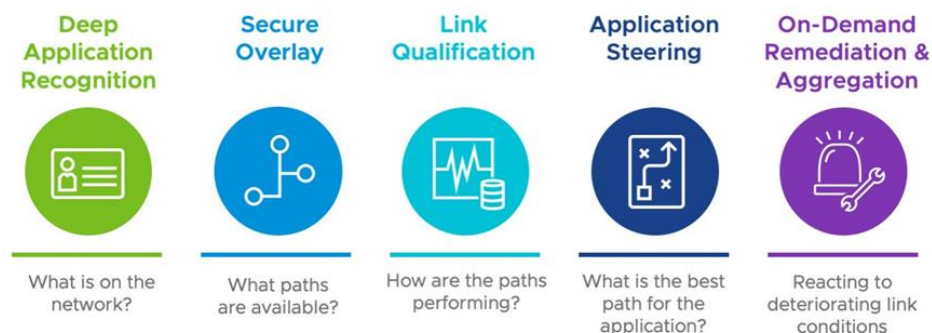 Deep
Application
Recognition
Secure
Overlay
Link
Qualification
Application
Steering
On-Demand
Remediation &
Aggregation
What is on the
network?
What paths
are available?
How are the paths
performing?
What is the best
path for the
application?
Reacting to
deteriorating link
conditions